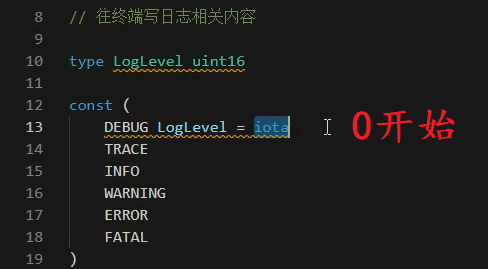 8 // 往终端写日志相关内容
9
10 type LogLevel uint16
11
12 const (
13 DEBUG LogLevel = iota 0开始
14 TRACE
15 INFO
16 WARNING
17 ERROR
18 FATAL
19 )